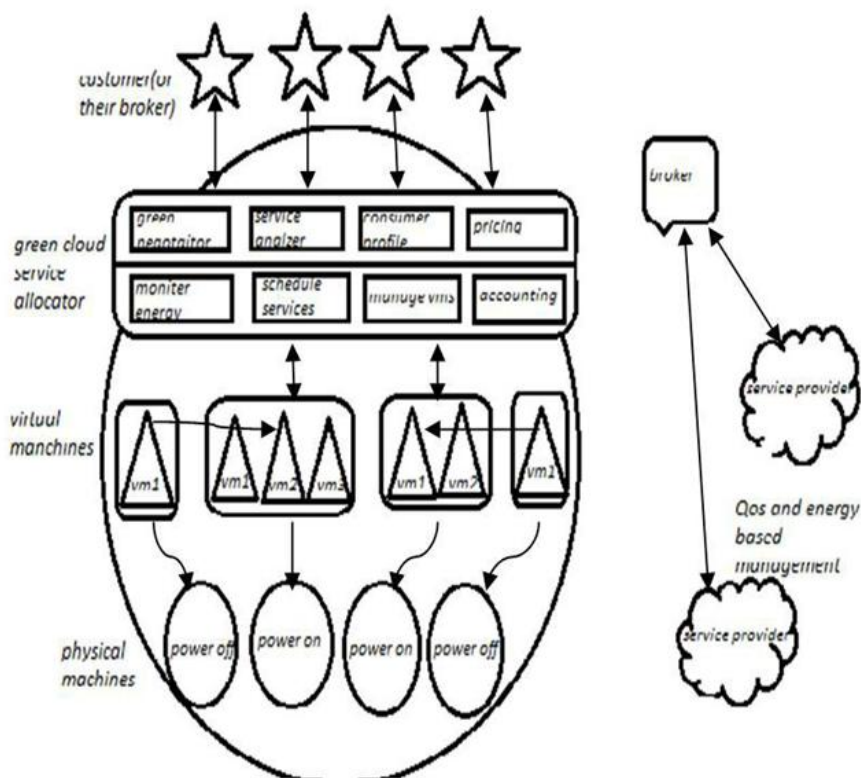 customer(or
their broker)
broker
green
negotaitor
service
analzer
consumer
profile
pricing
green cloud
service
allocator
moniter
energy
schedule
services
manage vms
accounting
service provider
virtual
manchines
vm1
vm1
vm2
vm3
vm1
vm2
vm1
Qos and energy
based
management
physical
machines
power off
power on
power on
power off
service provider